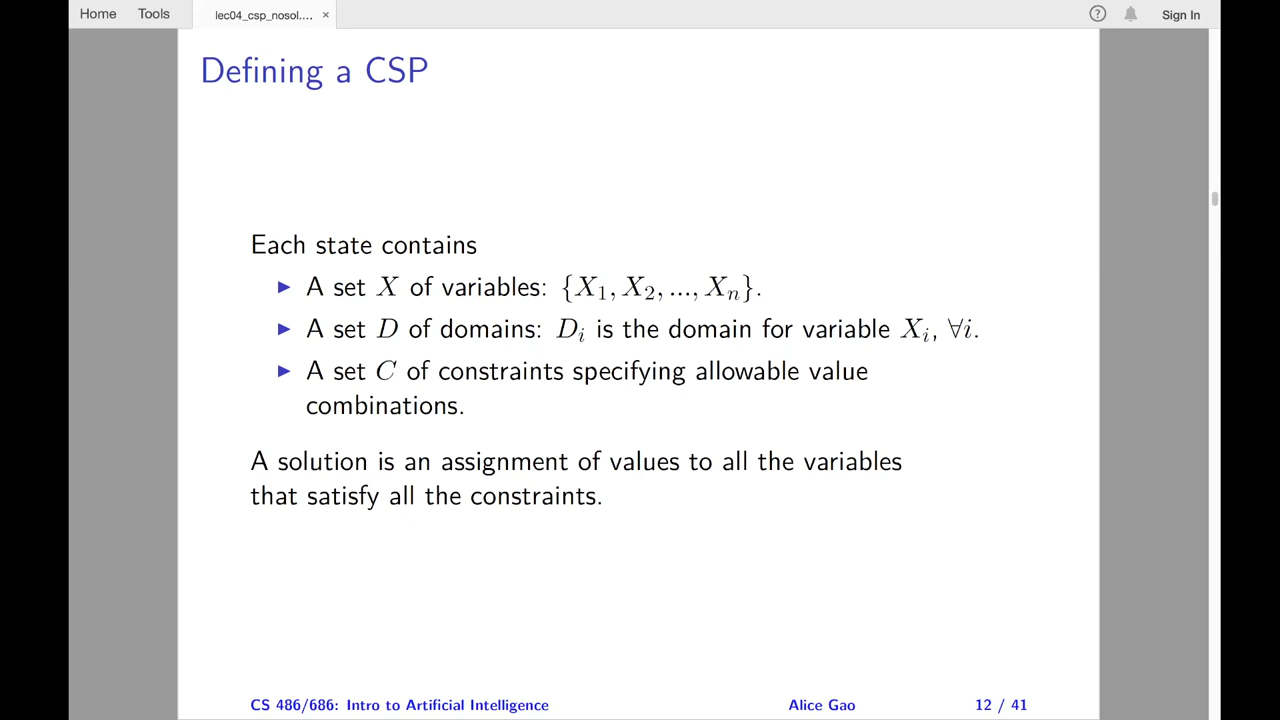 Home Tools lec04_csp_nosol.... × ? Sign In
Defining a CSP
Each state contains
▶ A set X of variables: {X₁, X₂, ..., Xₙ}.
▶ A set D of domains: Dᵢ is the domain for variable Xᵢ, ∀i.
▶ A set C of constraints specifying allowable value
combinations.
A solution is an assignment of values to all the variables
that satisfy all the constraints.
CS 486/686: Intro to Artificial Intelligence Alice Gao 12 / 41